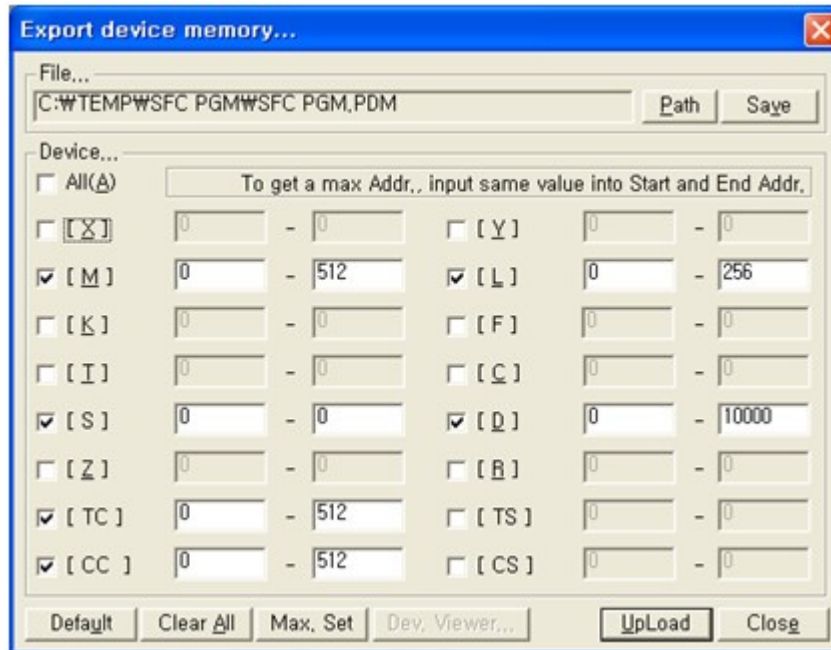 Export device memory...
File...
C:₩TEMP₩SFC PGM₩SFC PGM,PDM Path Save
Device...
All(A) To get a max Addr,, input same value into Start and End Addr,
[ X ] 0 - 0 [ Y ] 0 - 0
[ M ] 0 - 512 [ L ] 0 - 256
[ K ] 0 - 0 [ F ] 0 - 0
[ T ] 0 - 0 [ C ] 0 - 0
[ S ] 0 - 0 [ D ] 0 - 10000
[ Z ] 0 - 0 [ R ] 0 - 0
[ TC ] 0 - 512 [ TS ] 0 - 0
[ CC ] 0 - 512 [ CS ] 0 - 0
Default Clear All Max, Set Dev, Viewer,,, UpLoad Close